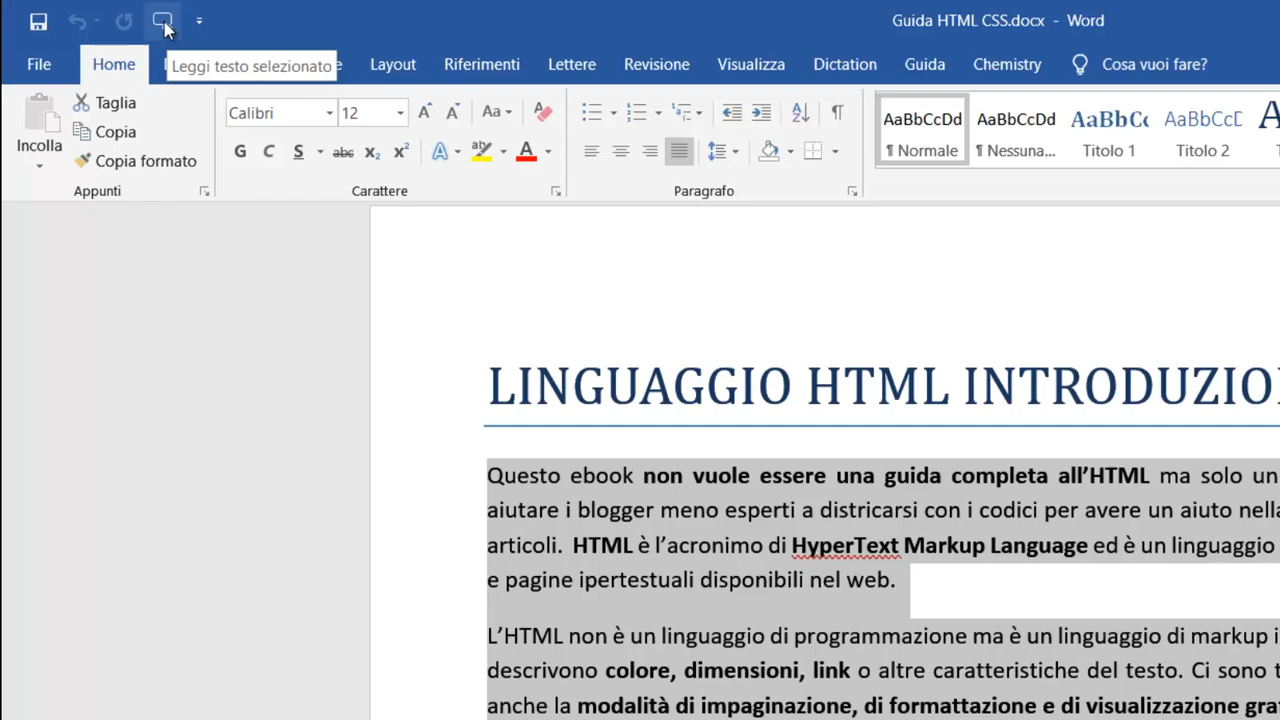 Guida HTML CSS.docx - Word
File Home Leggi testo selezionato Layout Riferimenti Lettere Revisione Visualizza Dictation Guida Chemistry Cosa vuoi fare?
Incolla
Taglia
Copia
Copia formato
Appunti
Calibri 12 Aa
G C S abc x₂ x² A ab A
Carattere
Paragrafo
AaBbCcDd AaBbCcDd AaBbCc AaBbCcD A
¶ Normale ¶ Nessuna... Titolo 1 Titolo 2
LINGUAGGIO HTML INTRODUZIO
Questo ebook non vuole essere una guida completa all’HTML ma solo un
aiutare i blogger meno esperti a districarsi con i codici per avere un aiuto nella
articoli. HTML è l’acronimo di HyperText Markup Language ed è un linguaggio
e pagine ipertestuali disponibili nel web.
L’HTML non è un linguaggio di programmazione ma è un linguaggio di markup i
descrivono colore, dimensioni, link o altre caratteristiche del testo. Ci sono t
anche la modalità di impaginazione, di formattazione e di visualizzazione gra